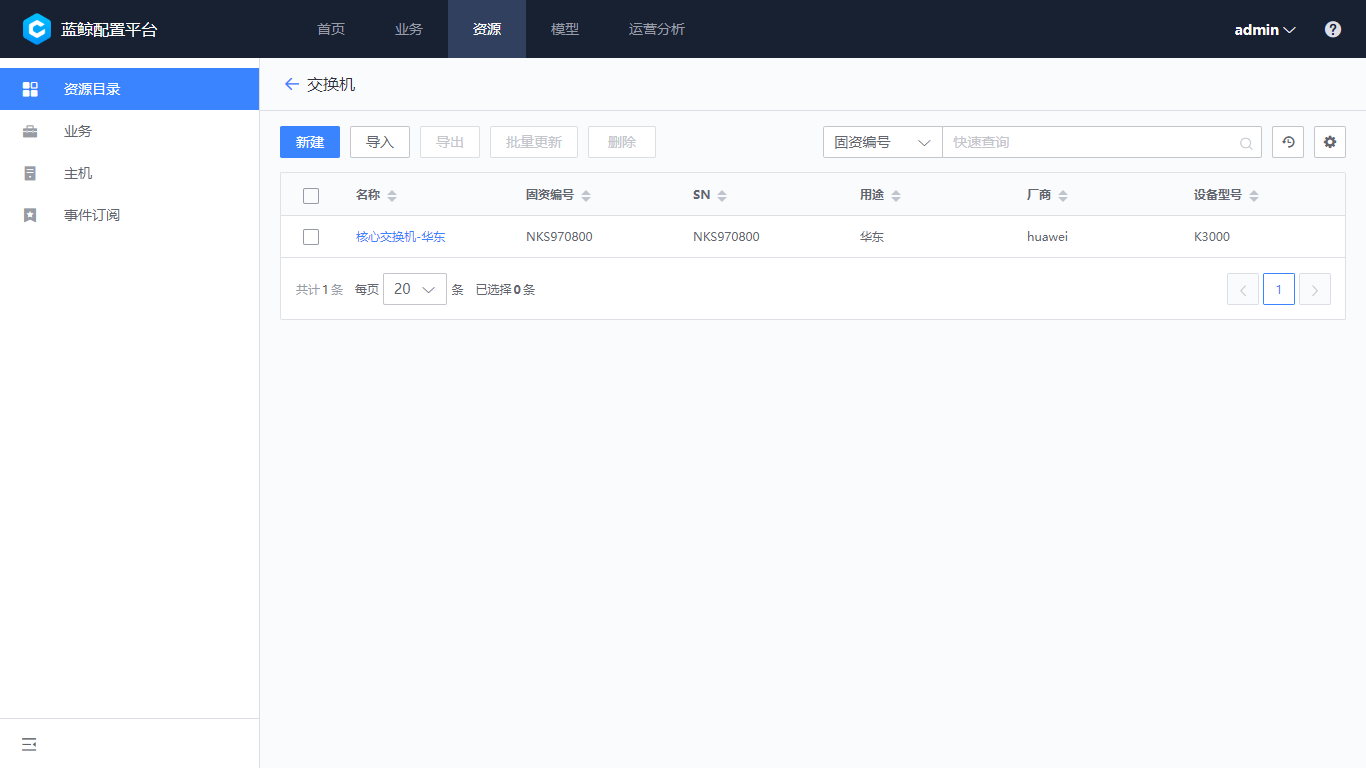 蓝鲸配置平台 首页 业务 资源 模型 运营分析 admin
资源目录
业务
主机
事件订阅
交换机
新建 导入 导出 批量更新 删除 固资编号 快速查询
名称 固资编号 SN 用途 厂商 设备型号
核心交换机-华东 NKS970800 NKS970800 华东 huawei K3000
共计1条 每页 20 条 已选择0条 1